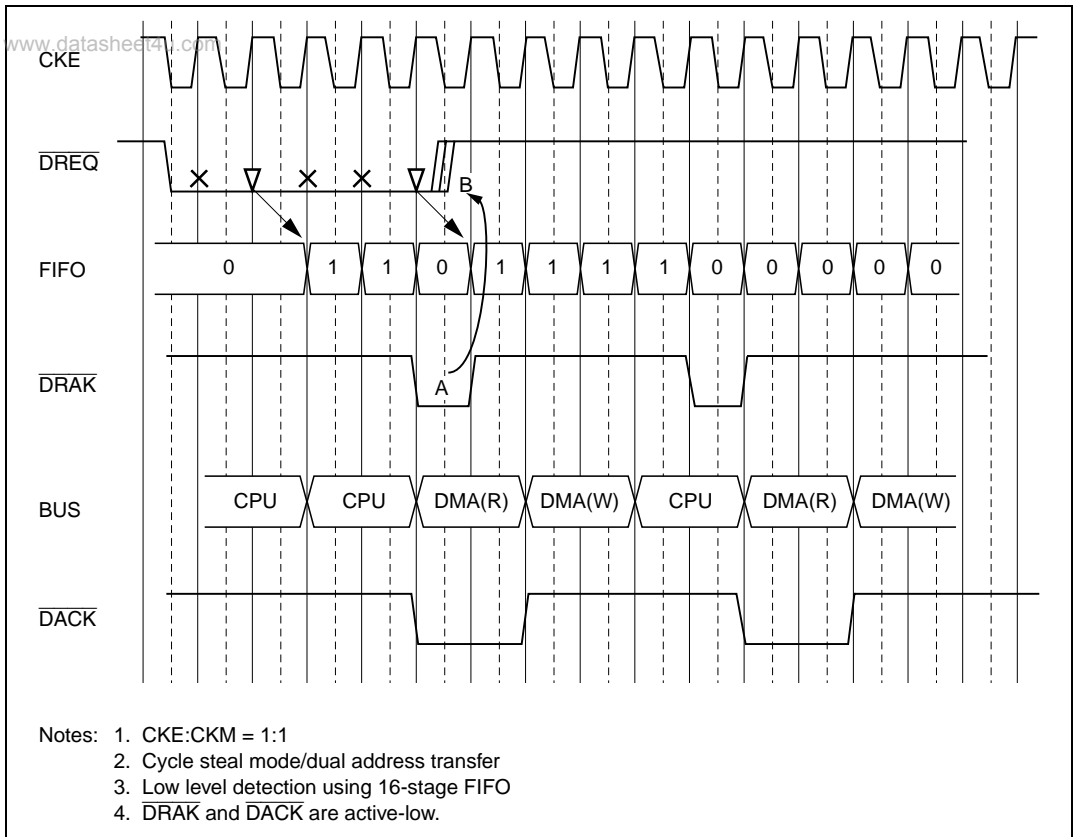 www.datasheet4u.com
CKE
DREQ
B
FIFO 0 1 1 0 1 1 1 1 0 0 0 0 0
DRAK
A
BUS CPU CPU DMA(R) DMA(W) CPU DMA(R) DMA(W)
DACK
Notes: 1. CKE:CKM = 1:1
2. Cycle steal mode/dual address transfer
3. Low level detection using 16-stage FIFO
4. DRAK and DACK are active-low.